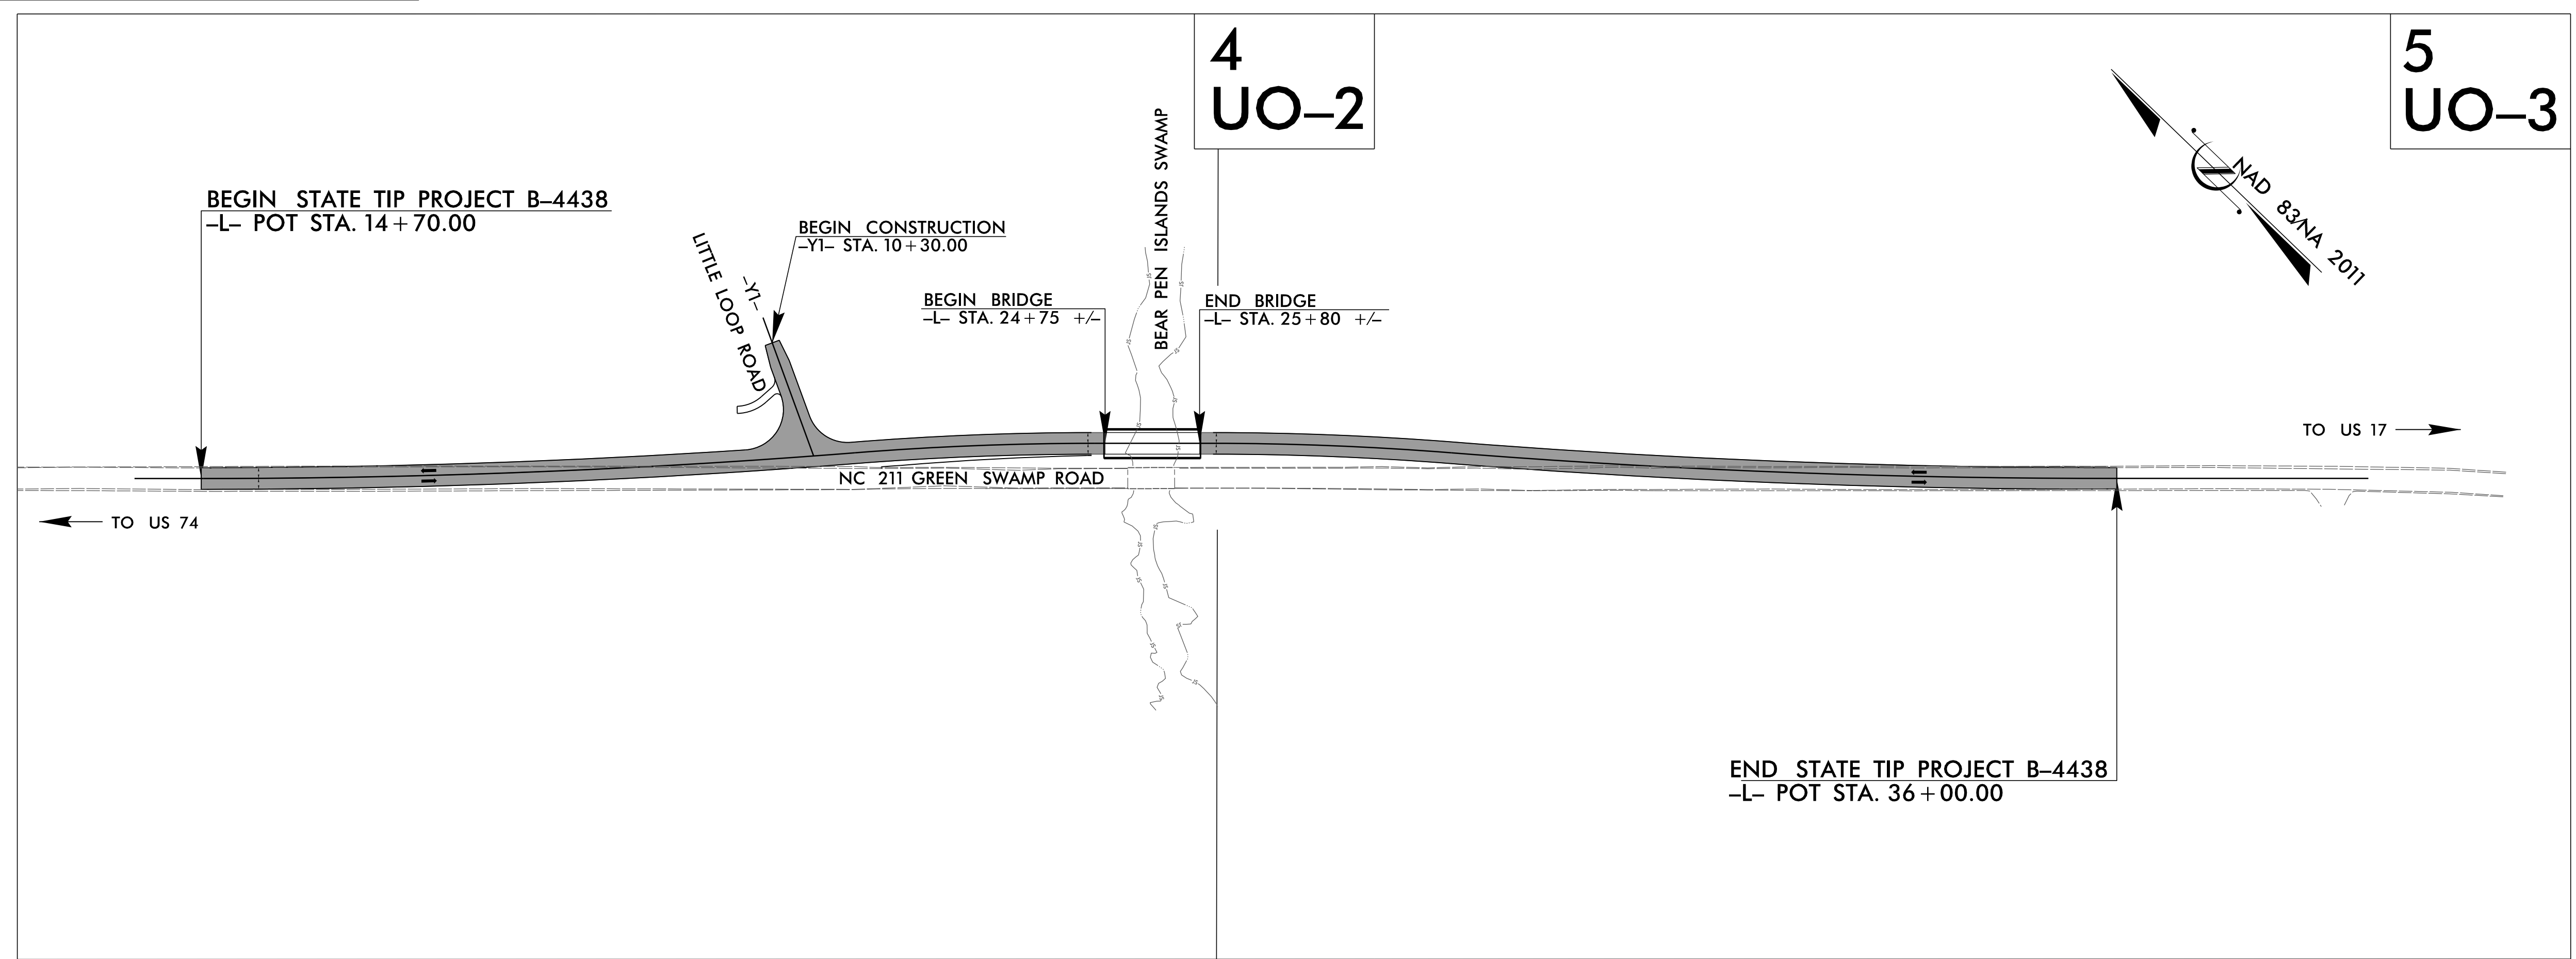 4
UO–2
5
UO–3
BEGIN STATE TIP PROJECT B–4438
–L– POT STA. 14+70.00
LITTLE LOOP ROAD
–Y1–
BEGIN CONSTRUCTION
–Y1– STA. 10+30.00
BEGIN BRIDGE
–L– STA. 24+75 +/–
BEAR PEN ISLANDS SWAMP
END BRIDGE
–L– STA. 25+80 +/–
NAD 83/NA 2011
TO US 17
NC 211 GREEN SWAMP ROAD
TO US 74
END STATE TIP PROJECT B–4438
–L– POT STA. 36+00.00